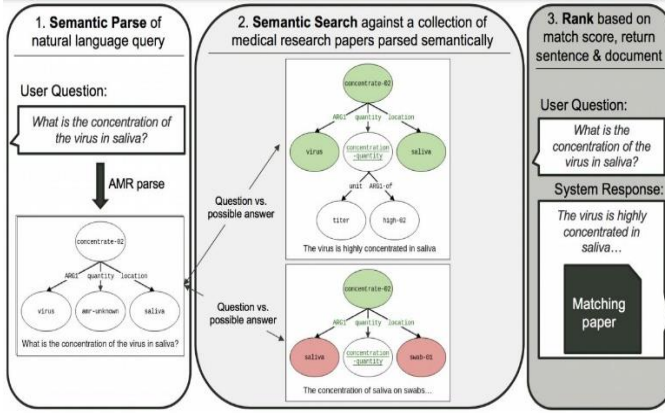 1. Semantic Parse of
natural language query
User Question:
What is the concentration of
the virus in saliva?
AMR parse
concentrate-02
ARG1 quantity location
virus
amr-unknown
saliva
What is the concentration of the virus in saliva?
2. Semantic Search against a collection of
medical research papers parsed semantically
Question vs.
possible answer
Question vs.
possible answer
concentrate-02
ARG1 quantity location
virus
concentration
-quantity
saliva
unit ARG1-of
titer
high-02
The virus is highly concentrated in saliva
concentrate-02
ARG1 quantity location
saliva
concentration
-quantity
swab-01
The concentration of saliva on swabs...
3. Rank based on
match score, return
sentence & document
User Question:
What is the
concentration of the
virus in saliva?
System Response:
The virus is highly
concentrated in
saliva...
Matching
paper